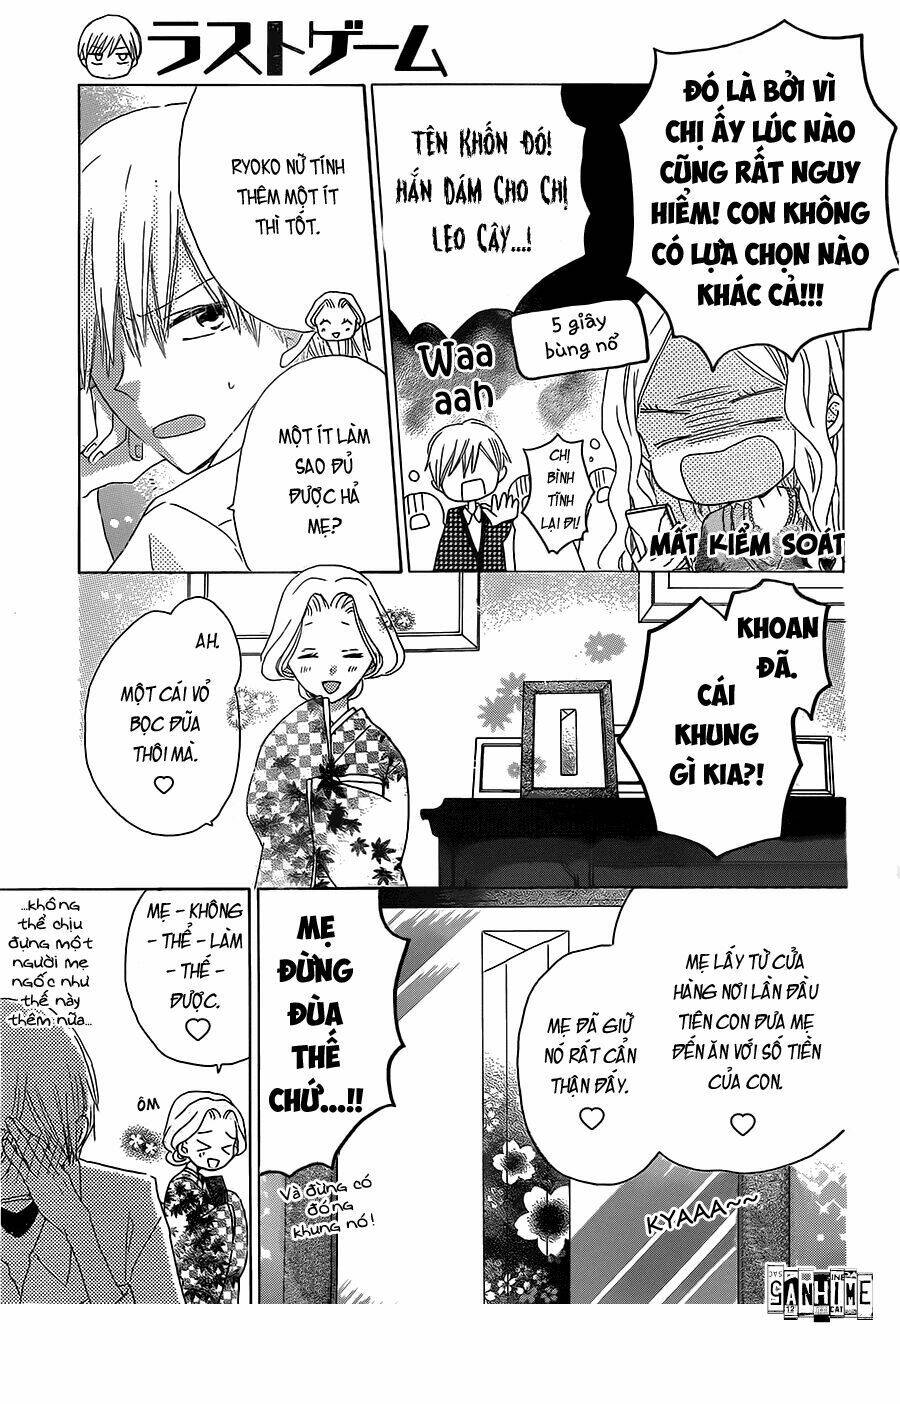 ラストゲーム
ĐÓ LÀ BỞI VÌ
CHỊ ẤY LÚC NÀO
CŨNG RẤT NGUY
HIỂM! CON KHÔNG
CÓ LỰA CHỌN NÀO
KHÁC CẢ!!!
TÊN KHỐN ĐÓ!
HẮN DÁM CHO CHỊ
LEO CÂY...!
5 giây
bùng nổ
Waa
aah
CHỊ
BÌNH
TĨNH
LẠI ĐI!
MẤT KIỂM SOÁT
RYOKO NỮ TÍNH
THÊM MỘT ÍT
THÌ TỐT.
MỘT ÍT LÀM
SAO ĐỦ
ĐƯỢC HẢ
MẸ?
KHOAN
ĐÃ.
CÁI
KHUNG
GÌ KIA?!
AH.
MỘT CÁI VỎ
BỌC ĐŨA
THÔI MÀ.
♡
MẸ LẤY TỪ CỬA
HÀNG NƠI LẦN ĐẦU
TIÊN CON ĐƯA MẸ
ĐẾN ĂN VỚI SỐ TIỀN
CỦA CON.
♡
MẸ ĐÃ GIỮ
NÓ RẤT CẨN
THẬN ĐẤY.
♡
KYAAA~~
MẸ
ĐỪNG
ĐÙA
THẾ
CHỨ...!!
Và đừng có
đóng
khung nó!
MẸ - KHÔNG
- THỂ - LÀM
- THẾ -
ĐƯỢC.
♡
ÔM
...không
thể chịu
đựng một
người mẹ
ngốc như
thế này
thêm nữa...
SANHIME